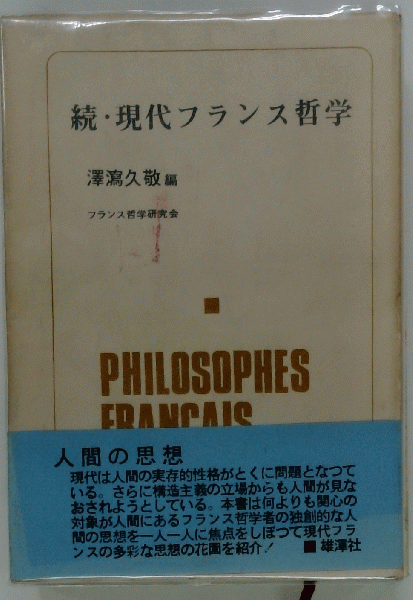 続・現代フランス哲学
澤瀉久敬 編
フランス哲学研究会
PHILOSOPHES
FRANÇAIS
人間の思想
現代は人間の実存的性格がとくに問題となつて
いる。さらに構造主義の立場からも人間が見な
おされようとしている。本書は何よりも関心の
対象が人間にあるフランス哲学者の独創的な人
間の思想を一人一人に焦点をしぼつて現代フラ
ンスの多彩な思想の花園を紹介！ ■雄渾社